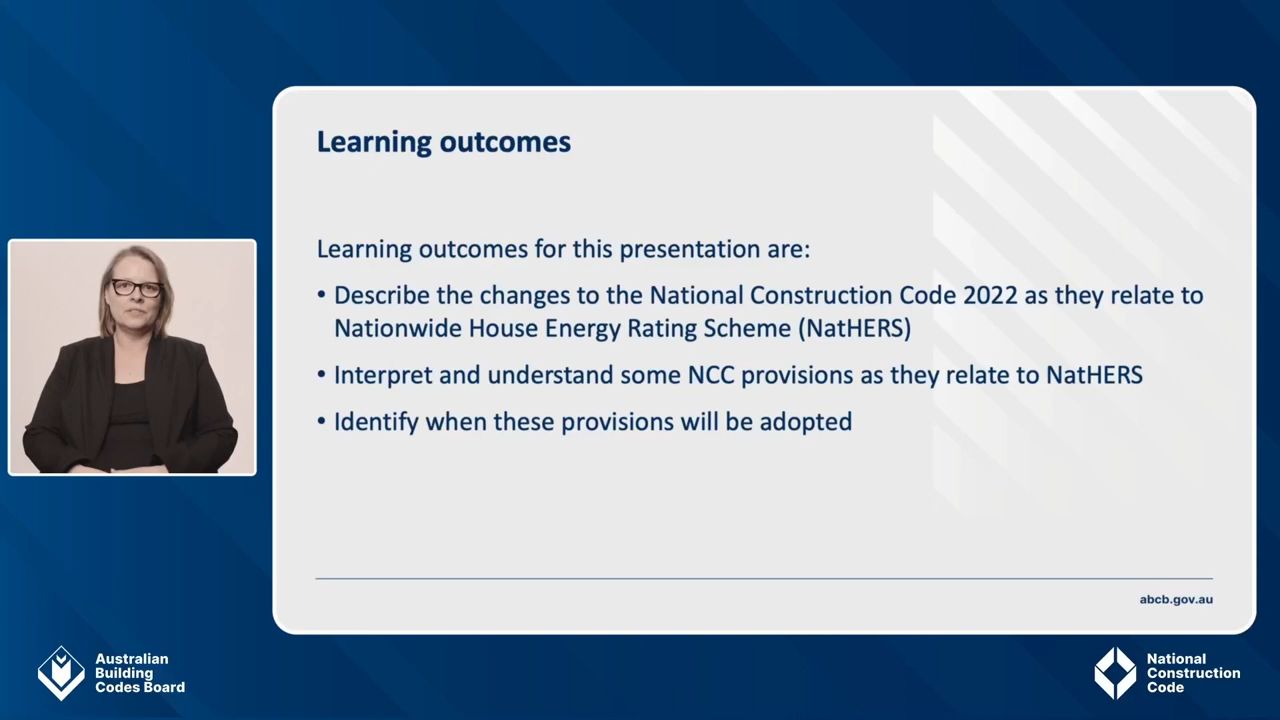 Learning outcomes
Learning outcomes for this presentation are:
• Describe the changes to the National Construction Code 2022 as they relate to
Nationwide House Energy Rating Scheme (NatHERS)
• Interpret and understand some NCC provisions as they relate to NatHERS
• Identify when these provisions will be adopted
abcb.gov.au
Australian
Building
Codes Board
National
Construction
Code